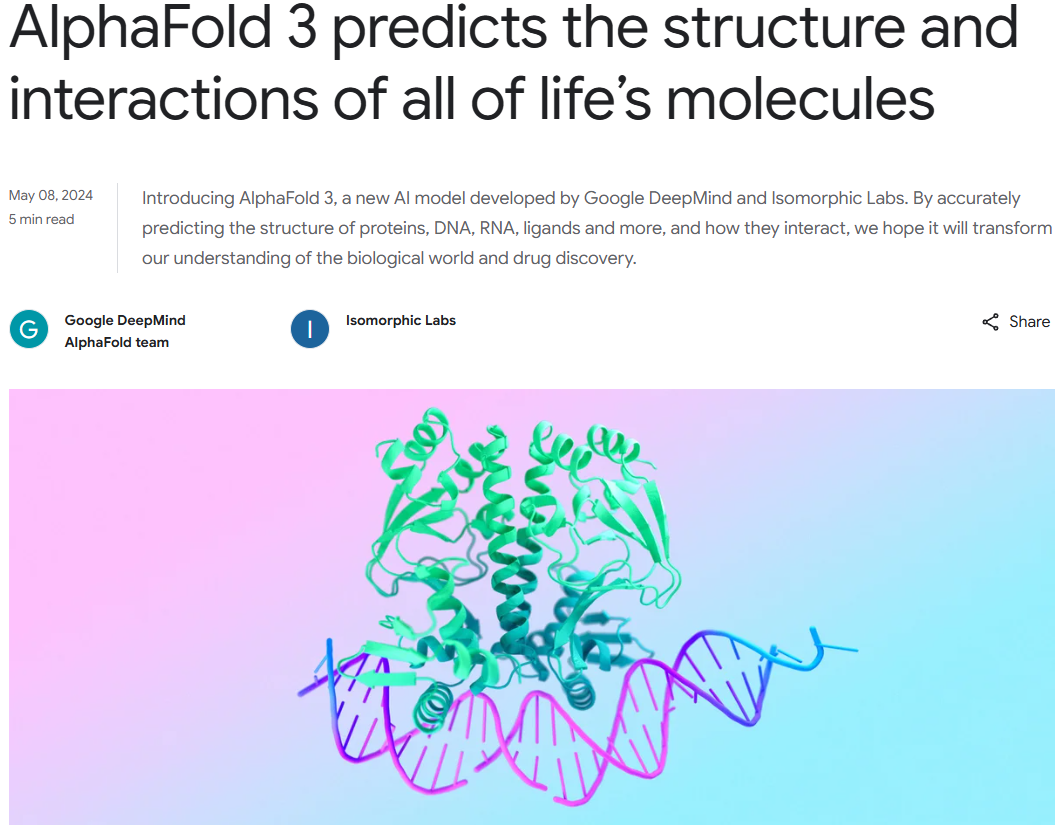 AlphaFold 3 predicts the structure and
interactions of all of life’s molecules
May 08, 2024
5 min read
Introducing AlphaFold 3, a new AI model developed by Google DeepMind and Isomorphic Labs. By accurately
predicting the structure of proteins, DNA, RNA, ligands and more, and how they interact, we hope it will transform
our understanding of the biological world and drug discovery.
G
Google DeepMind
AlphaFold team
I
Isomorphic Labs
Share